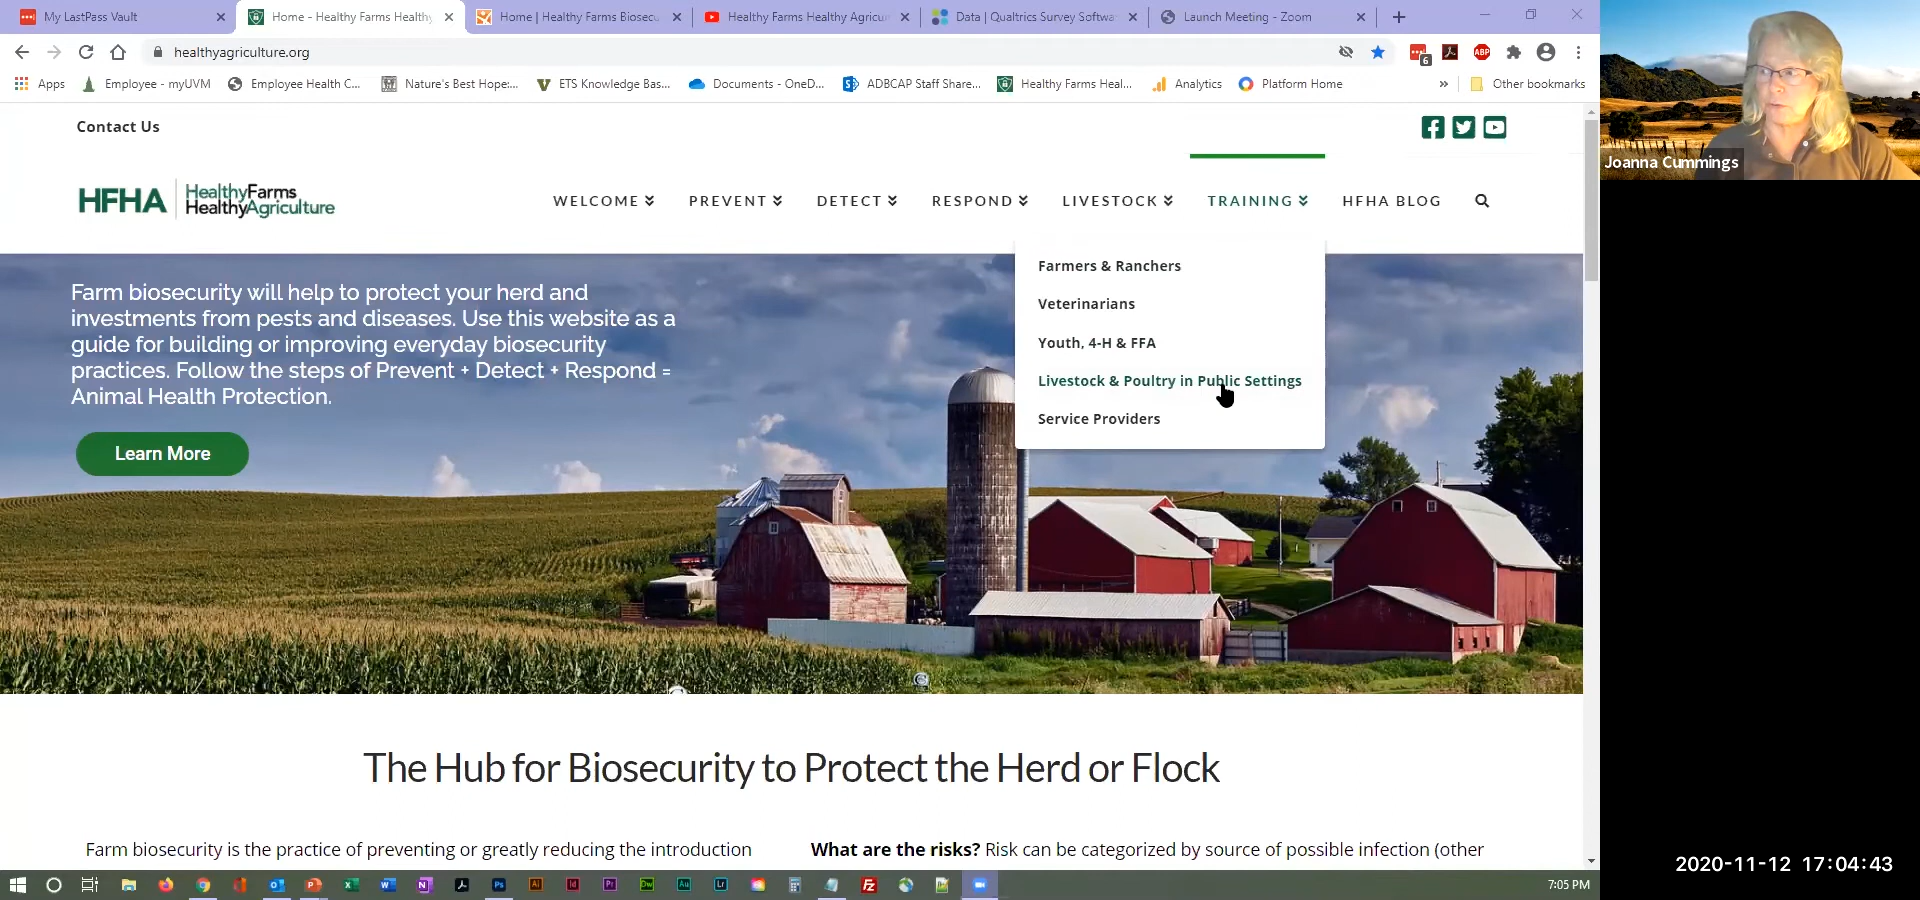 My LastPass Vault
Home - Healthy Farms Healthy
Home | Healthy Farms Biosecu
Healthy Farms Healthy Agricu
Data | Qualtrics Survey Softwa
Launch Meeting - Zoom
healthyagriculture.org
6
ABP
Apps
Employee - myUVM
Employee Health C...
Nature's Best Hope:...
ETS Knowledge Bas...
Documents - OneD...
ADBCAP Staff Share...
Healthy Farms Heal...
Analytics
Platform Home
Other bookmarks
Contact Us
HFHA HealthyFarms
HealthyAgriculture
WELCOME PREVENT DETECT RESPOND LIVESTOCK TRAINING HFHA BLOG
Farmers & Ranchers
Veterinarians
Youth, 4-H & FFA
Livestock & Poultry in Public Settings
Service Providers
Farm biosecurity will help to protect your herd and
investments from pests and diseases. Use this website as a
guide for building or improving everyday biosecurity
practices. Follow the steps of Prevent + Detect + Respond =
Animal Health Protection.
Learn More
The Hub for Biosecurity to Protect the Herd or Flock
Farm biosecurity is the practice of preventing or greatly reducing the introduction
What are the risks? Risk can be categorized by source of possible infection (other
Joanna Cummings
2020-11-12 17:04:43
7:05 PM